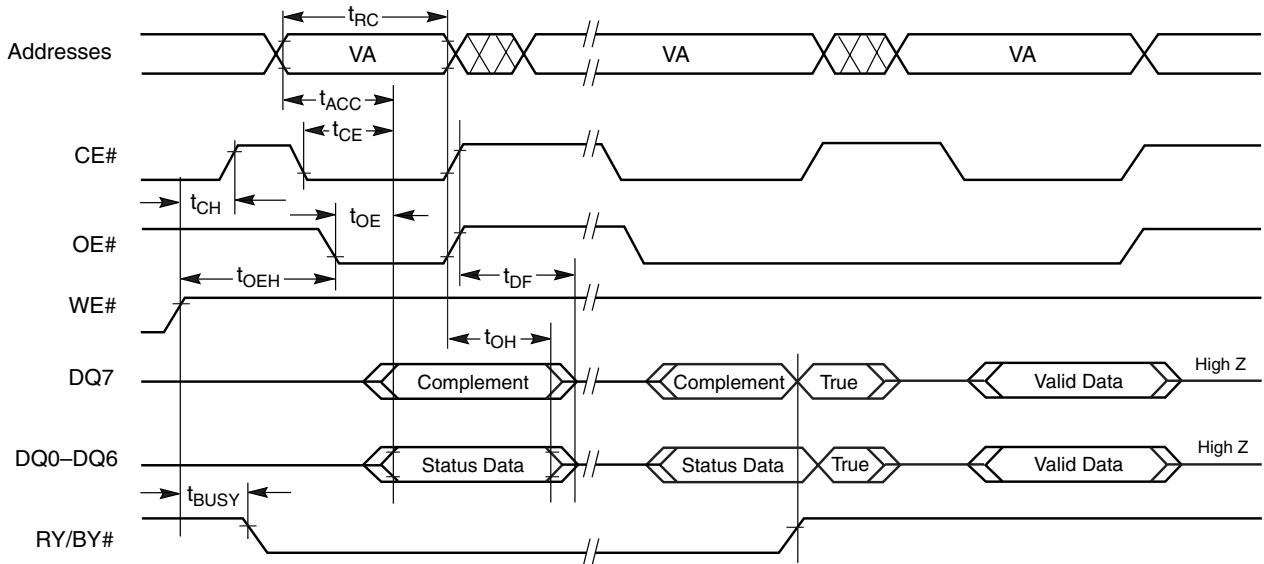 tRC
Addresses VA VA VA
tACC
tCE
CE#
tCH tOE
OE#
tOEH tDF
WE#
tOH
DQ7 Complement Complement True Valid Data High Z
DQ0–DQ6 Status Data Status Data True Valid Data High Z
tBUSY
RY/BY#